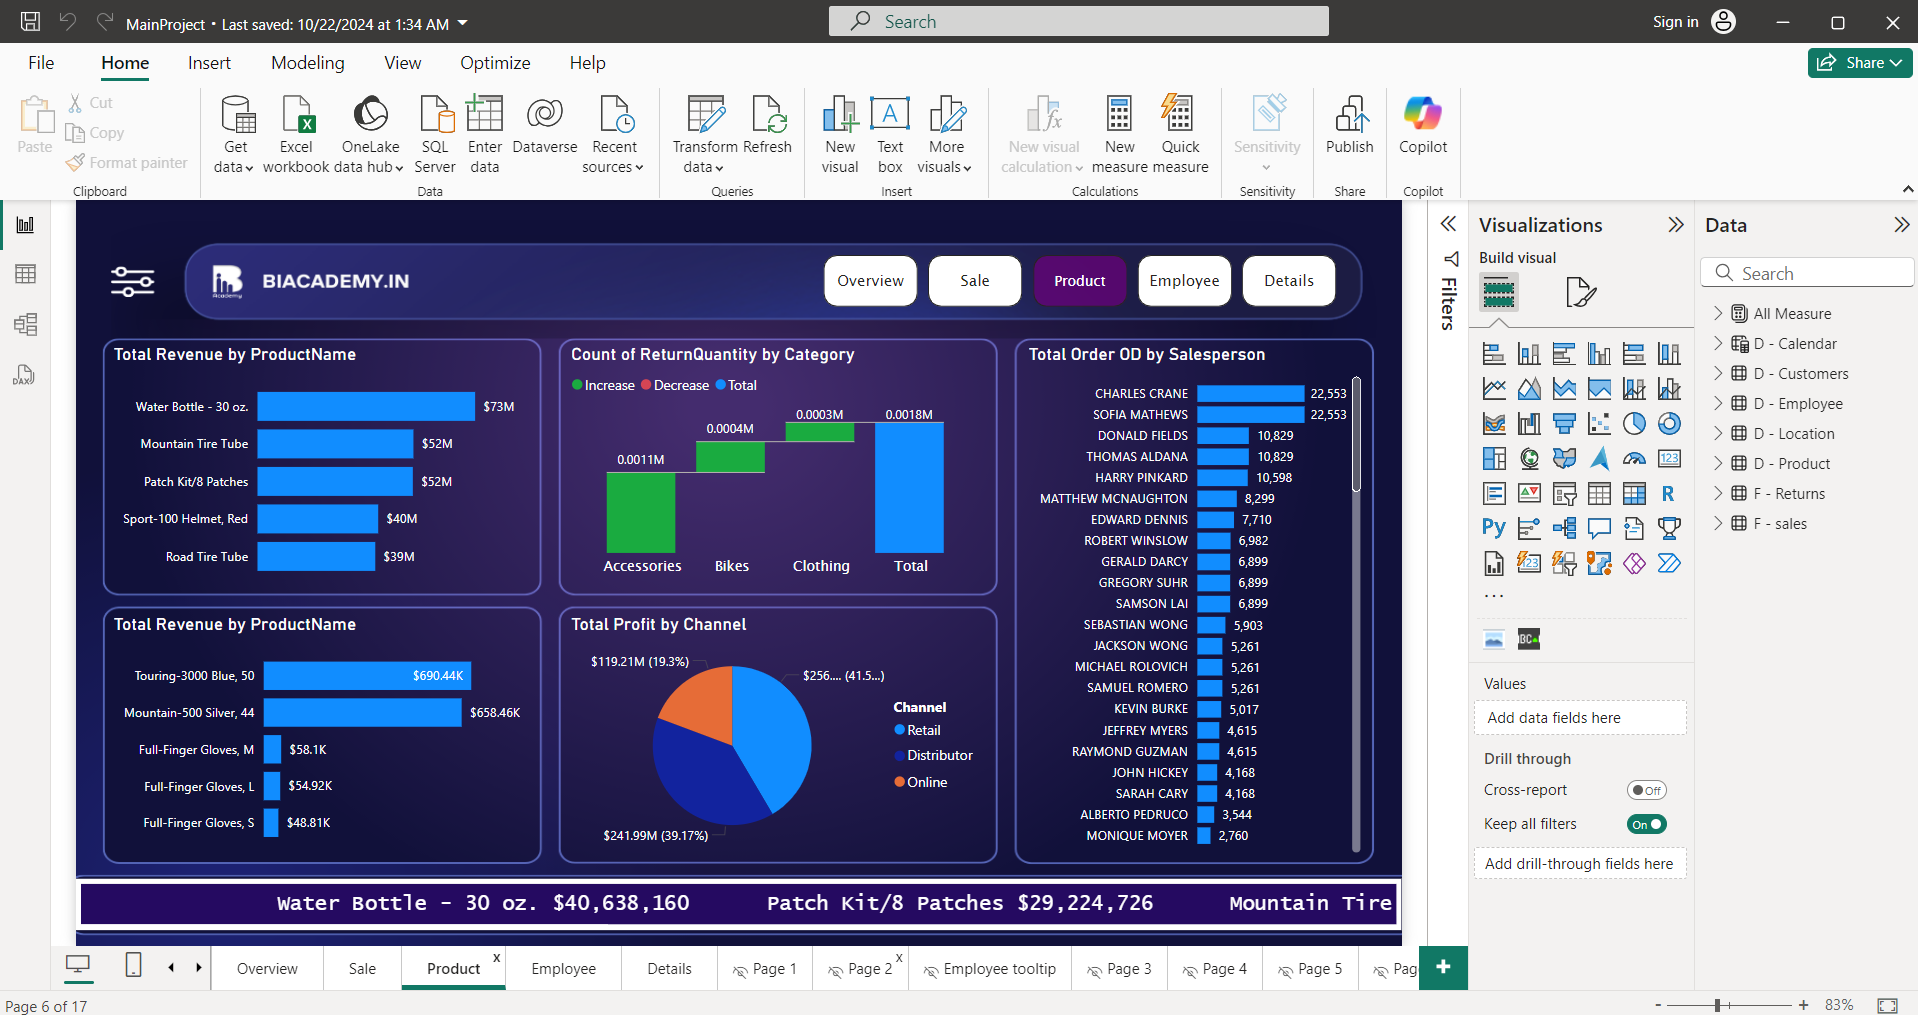 MainProject • Last saved: 10/22/2024 at 1:34 AM
Search
Sign in
File
Home
Insert
Modeling
View
Optimize
Help
Share
Paste
Cut
Copy
Format painter
Clipboard
Get data
Excel workbook
OneLake data hub
SQL Server
Enter data
Dataverse
Recent sources
Data
Transform data
Refresh
Queries
New visual
Text box
More visuals
Insert
New visual calculation
New measure
Quick measure
Calculations
Sensitivity
Sensitivity
Publish
Share
Copilot
Copilot
Academy
BIACADEMY.IN
Overview
Sale
Product
Employee
Details
Total Revenue by ProductName
Water Bottle - 30 oz. $73M
Mountain Tire Tube $52M
Patch Kit/8 Patches $52M
Sport-100 Helmet, Red $40M
Road Tire Tube $39M
Count of ReturnQuantity by Category
Increase Decrease Total
0.0011M
0.0004M
0.0003M
0.0018M
Accessories
Bikes
Clothing
Total
Total Order OD by Salesperson
CHARLES CRANE 22,553
SOFIA MATHEWS 22,553
DONALD FIELDS 10,829
THOMAS ALDANA 10,829
HARRY PINKARD 10,598
MATTHEW MCNAUGHTON 8,299
EDWARD DENNIS 7,710
ROBERT WINSLOW 6,982
GERALD DARCY 6,899
GREGORY SUHR 6,899
SAMSON LAI 6,899
SEBASTIAN WONG 5,903
JACKSON WONG 5,261
MICHAEL ROLOVICH 5,261
SAMUEL ROMERO 5,261
KEVIN BURKE 5,017
JEFFREY MYERS 4,615
RAYMOND GUZMAN 4,615
JOHN HICKEY 4,168
SARAH CARY 4,168
ALBERTO PEDRUCO 3,544
MONIQUE MOYER 2,760
Total Revenue by ProductName
Touring-3000 Blue, 50 $690.44K
Mountain-500 Silver, 44 $658.46K
Full-Finger Gloves, M $58.1K
Full-Finger Gloves, L $54.92K
Full-Finger Gloves, S $48.81K
Total Profit by Channel
$119.21M (19.3%)
$256.... (41.5...)
$241.99M (39.17%)
Channel
Retail
Distributor
Online
Water Bottle - 30 oz. $40,638,160 Patch Kit/8 Patches $29,224,726 Mountain Tire
Filters
Visualizations
Build visual
123
R
Py
123
...
Values
Add data fields here
Drill through
Cross-report
Off
Keep all filters
On
Add drill-through fields here
Data
Search
All Measure
D - Calendar
D - Customers
D - Employee
D - Location
D - Product
F - Returns
F - sales
DAX
Overview
Sale
Product
x
Employee
Details
Page 1
Page 2
x
Employee tooltip
Page 3
Page 4
Page 5
Pag
+
Page 6 of 17
- + 83%